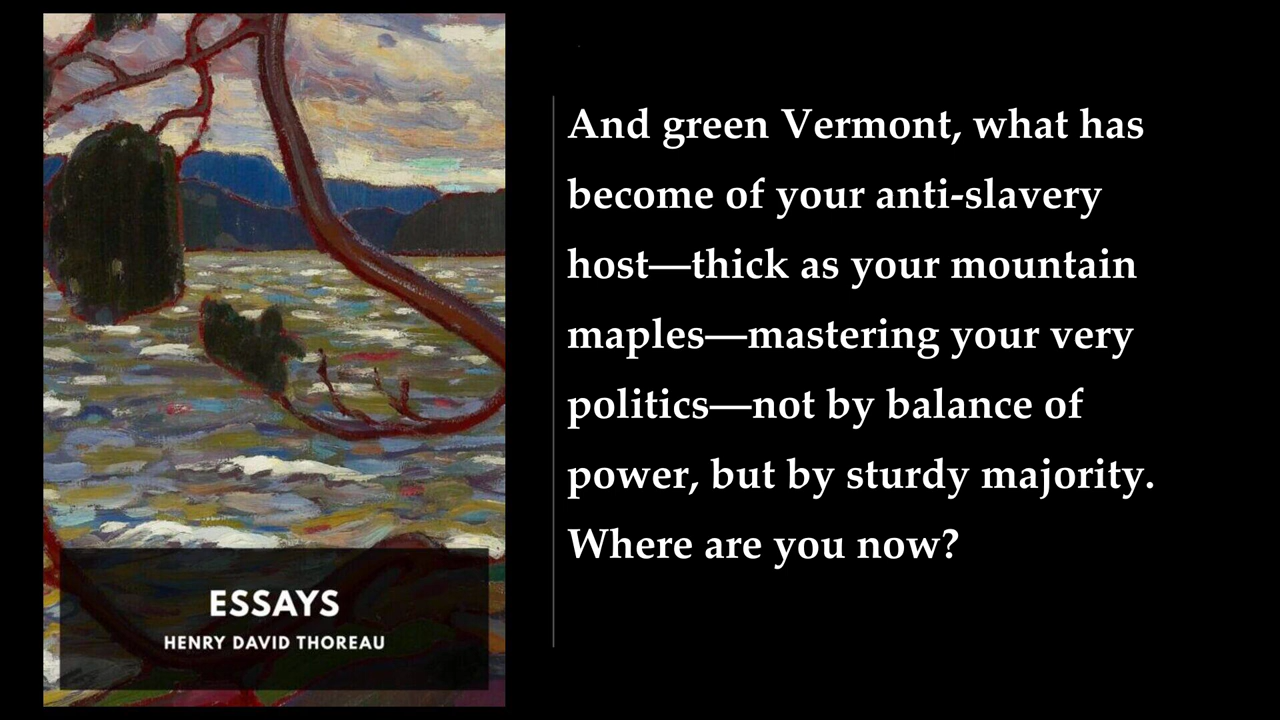 And green Vermont, what has
become of your anti-slavery
host—thick as your mountain
maples—mastering your very
politics—not by balance of
power, but by sturdy majority.
Where are you now?
ESSAYS
HENRY DAVID THOREAU